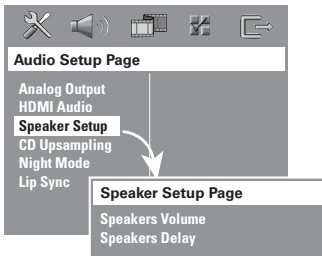 Audio Setup Page
Analog Output
HDMI Audio
Speaker Setup
CD Upsampling
Night Mode
Lip Sync
Speaker Setup Page
Speakers Volume
Speakers Delay